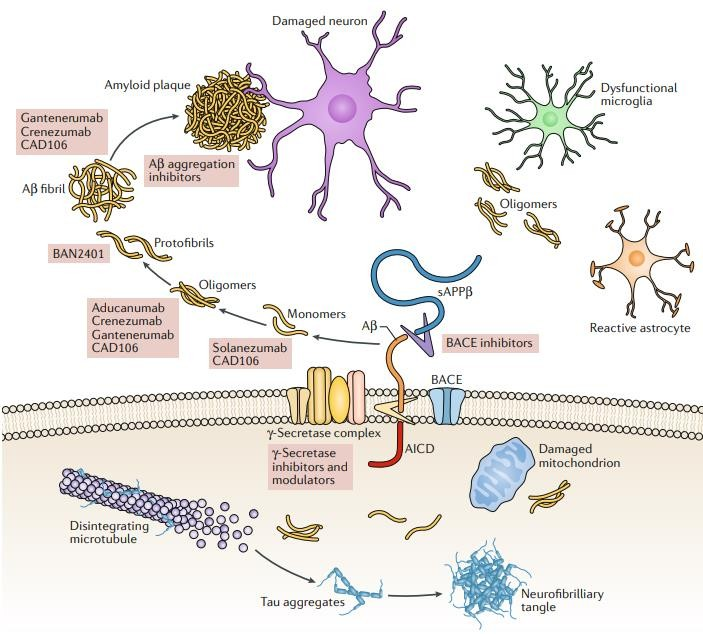 Damaged neuron
Amyloid plaque
Dysfunctional
microglia
Gantenerumab
Crenezumab
CAD106
Aβ aggregation
inhibitors
Aβ fibril
Oligomers
BAN2401
Protofibrils
Oligomers
sAPPβ
Reactive astrocyte
Aducanumab
Crenezumab
Gantenerumab
CAD106
Monomers
Aβ
Solanezumab
CAD106
BACE inhibitors
BACE
γ-Secretase complex
γ-Secretase
inhibitors and
modulators
AICD
Damaged
mitochondrion
Disintegrating
microtubule
Tau aggregates
Neurofibrilliary
tangle